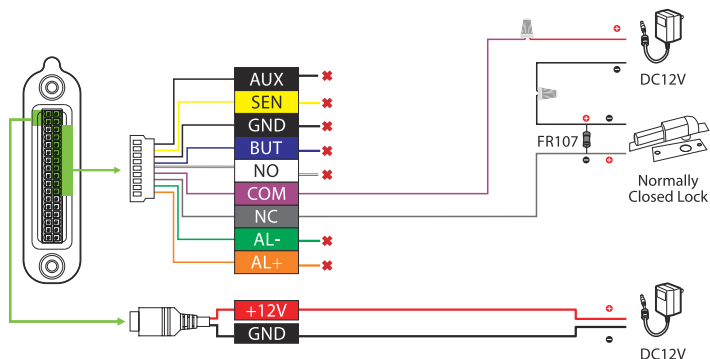 AUX
SEN
GND
BUT
NO
COM
NC
AL-
AL+
DC12V
FR107
Normally
Closed Lock
+12V
GND
DC12V